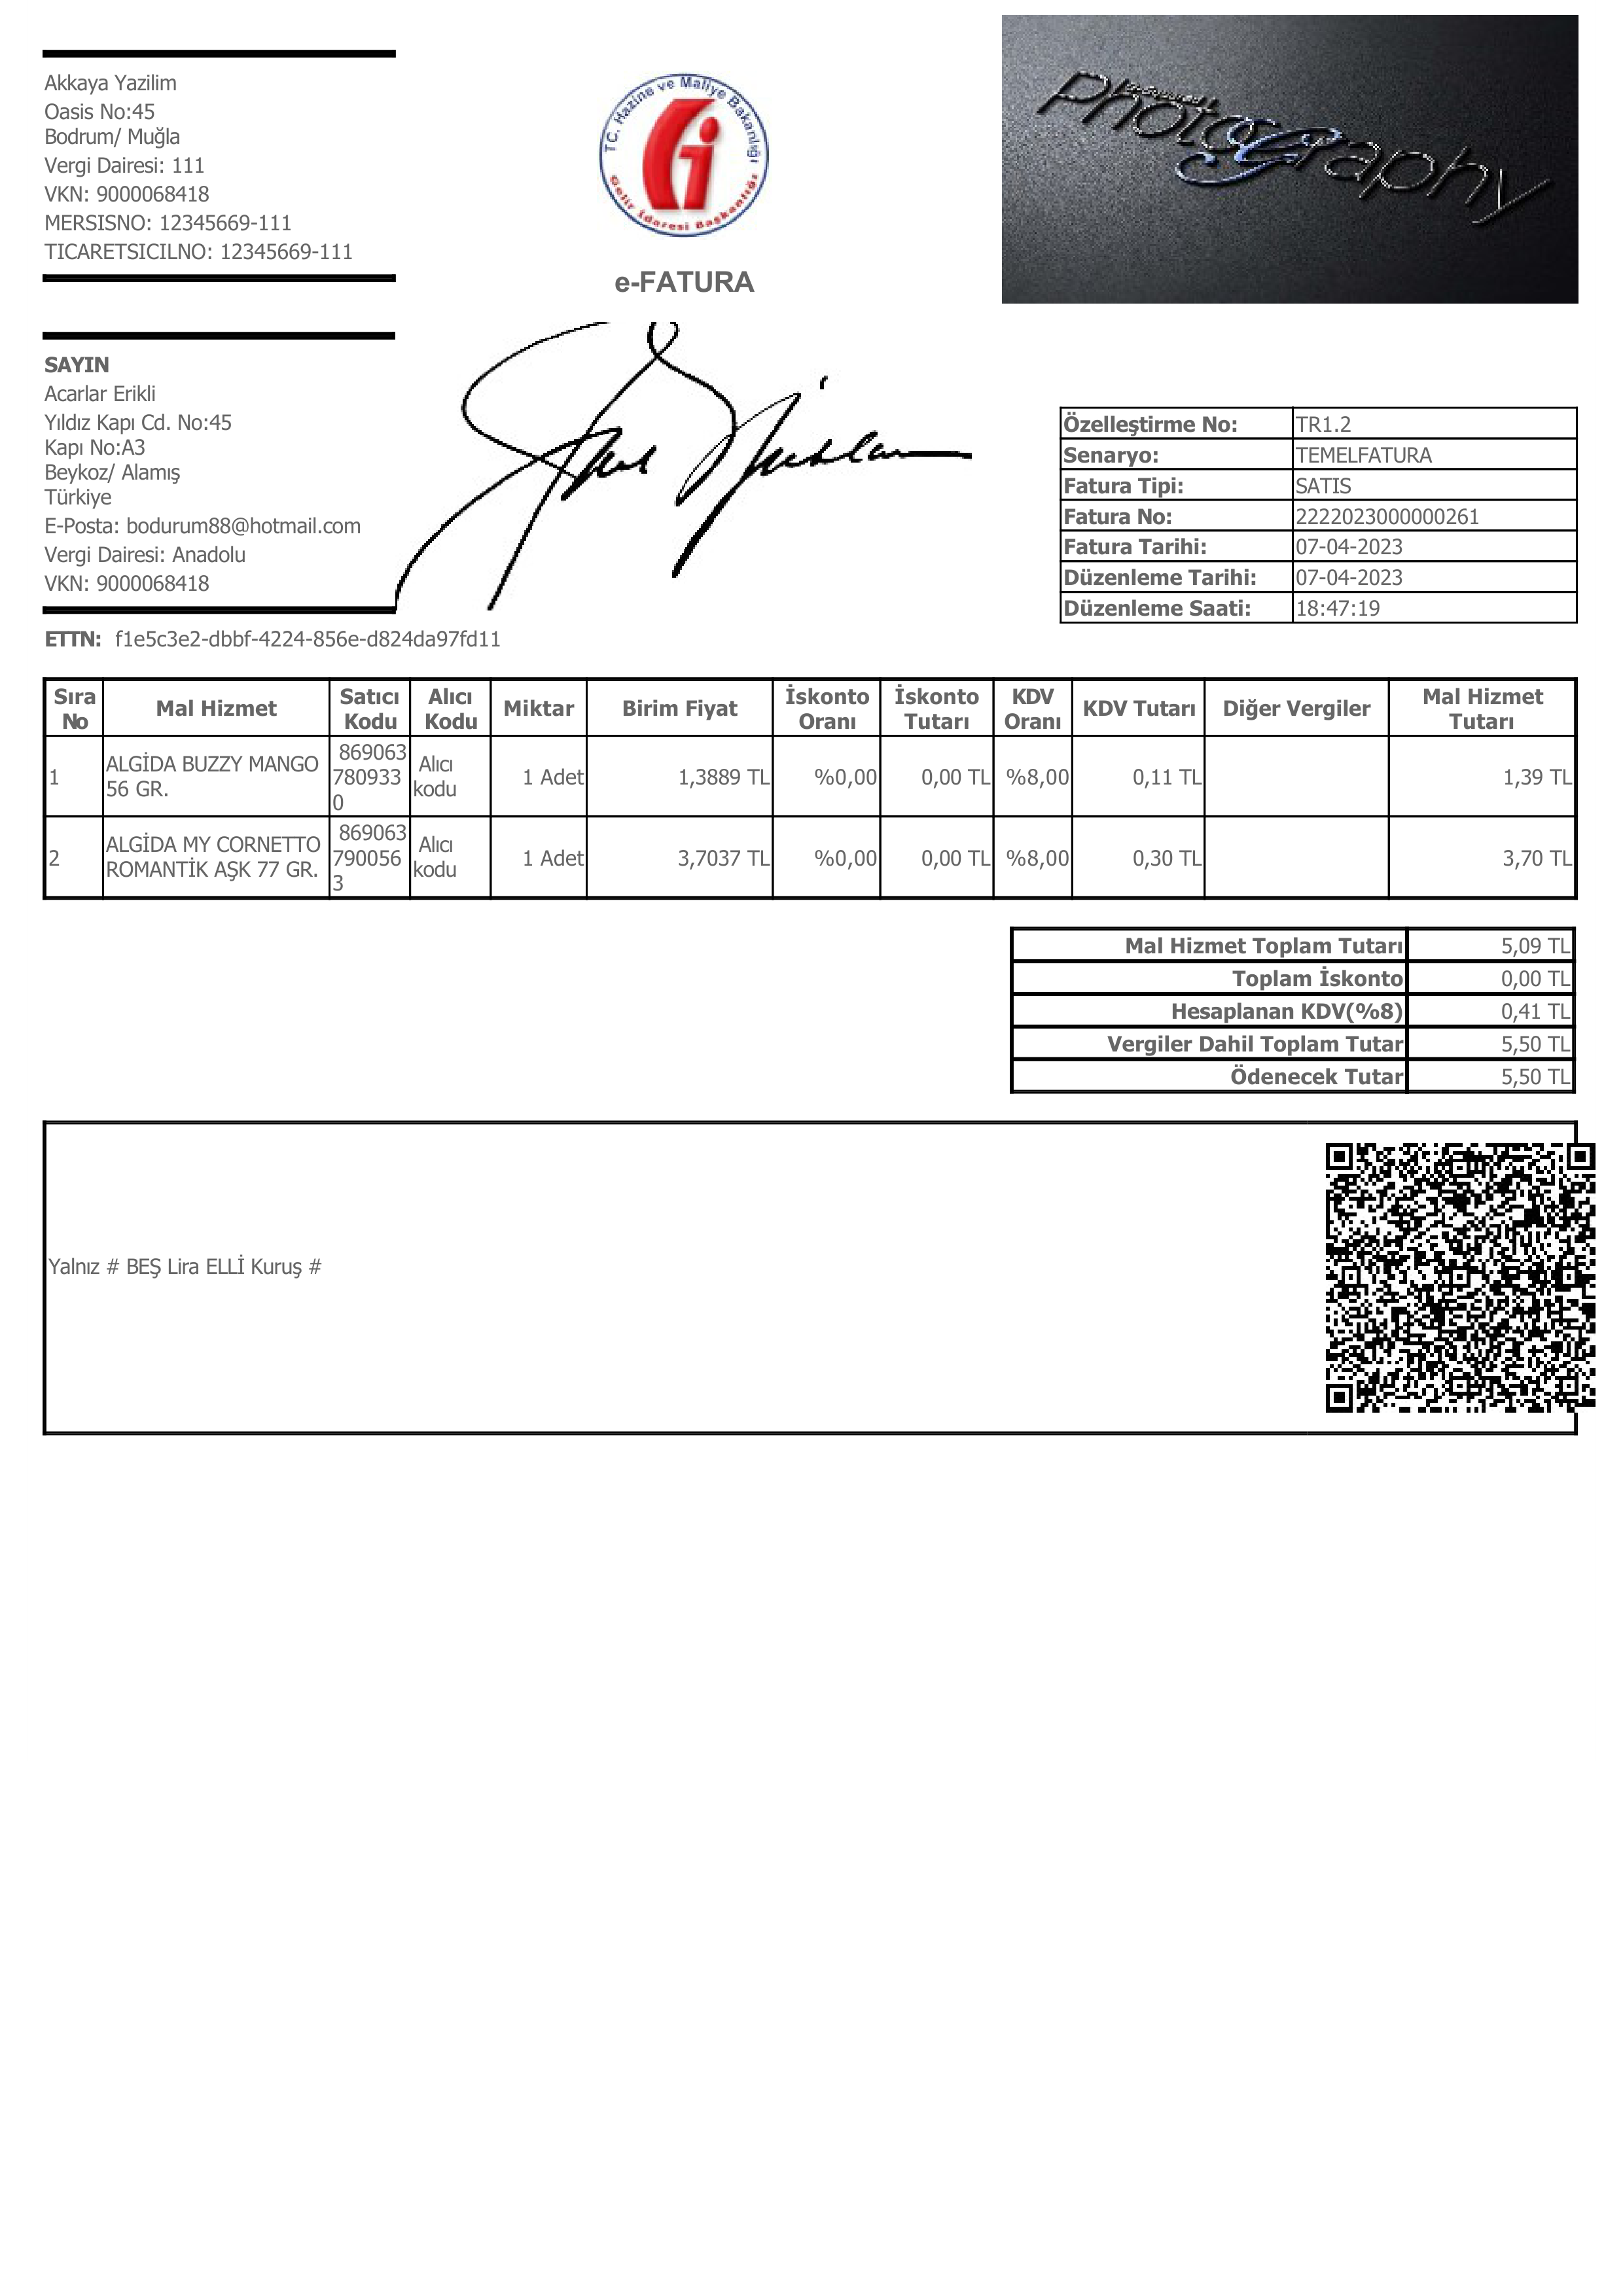 Akkaya Yazilim
Oasis No:45
Bodrum/ Muğla
Vergi Dairesi: 111
VKN: 9000068418
MERSISNO: 12345669-111
TICARETSICILNO: 12345669-111
TC. Hazine ve Maliye Bakanlığı
Gelir İdaresi Başkanlığı
e-FATURA
photoGraphy
SAYIN
Acarlar Erikli
Yıldız Kapı Cd. No:45
Kapı No:A3
Beykoz/ Alamış
Türkiye
E-Posta: bodurum88@hotmail.com
Vergi Dairesi: Anadolu
VKN: 9000068418
Özelleştirme No: TR1.2
Senaryo: TEMELFATURA
Fatura Tipi: SATIS
Fatura No: 2222023000000261
Fatura Tarihi: 07-04-2023
Düzenleme Tarihi: 07-04-2023
Düzenleme Saati: 18:47:19
ETTN: f1e5c3e2-dbbf-4224-856e-d824da97fd11
Sıra No Mal Hizmet Satıcı Kodu Alıcı Kodu Miktar Birim Fiyat İskonto Oranı İskonto Tutarı KDV Oranı KDV Tutarı Diğer Vergiler Mal Hizmet Tutarı
1 ALGİDA BUZZY MANGO 56 GR. 869063 780933 0 Alıcı kodu 1 Adet 1,3889 TL %0,00 0,00 TL %8,00 0,11 TL 1,39 TL
2 ALGİDA MY CORNETTO ROMANTİK AŞK 77 GR. 869063 790056 3 Alıcı kodu 1 Adet 3,7037 TL %0,00 0,00 TL %8,00 0,30 TL 3,70 TL
Mal Hizmet Toplam Tutarı 5,09 TL
Toplam İskonto 0,00 TL
Hesaplanan KDV(%8) 0,41 TL
Vergiler Dahil Toplam Tutar 5,50 TL
Ödenecek Tutar 5,50 TL
Yalnız # BEŞ Lira ELLİ Kuruş #